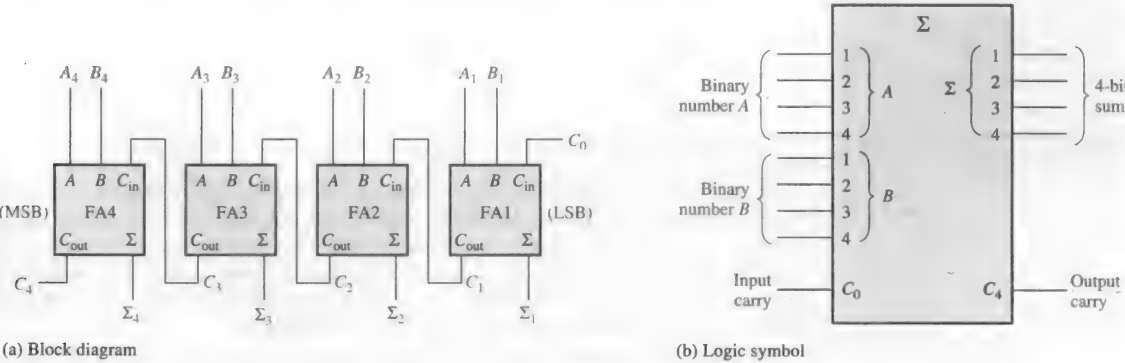 A4 B4 A3 B3 A2 B2 A1 B1
C0
A B Cin A B Cin A B Cin A B Cin
(MSB) FA4 FA3 FA2 FA1 (LSB)
Cout Σ Cout Σ Cout Σ Cout Σ
C4 C3 C2 C1
Σ4 Σ3 Σ2 Σ1
(a) Block diagram
Σ
Binary
number A
1
2
3
4
A
Binary
number B
1
2
3
4
B
Σ
1
2
3
4
4-bit
sum
Input
carry
C0
C4
Output
carry
(b) Logic symbol